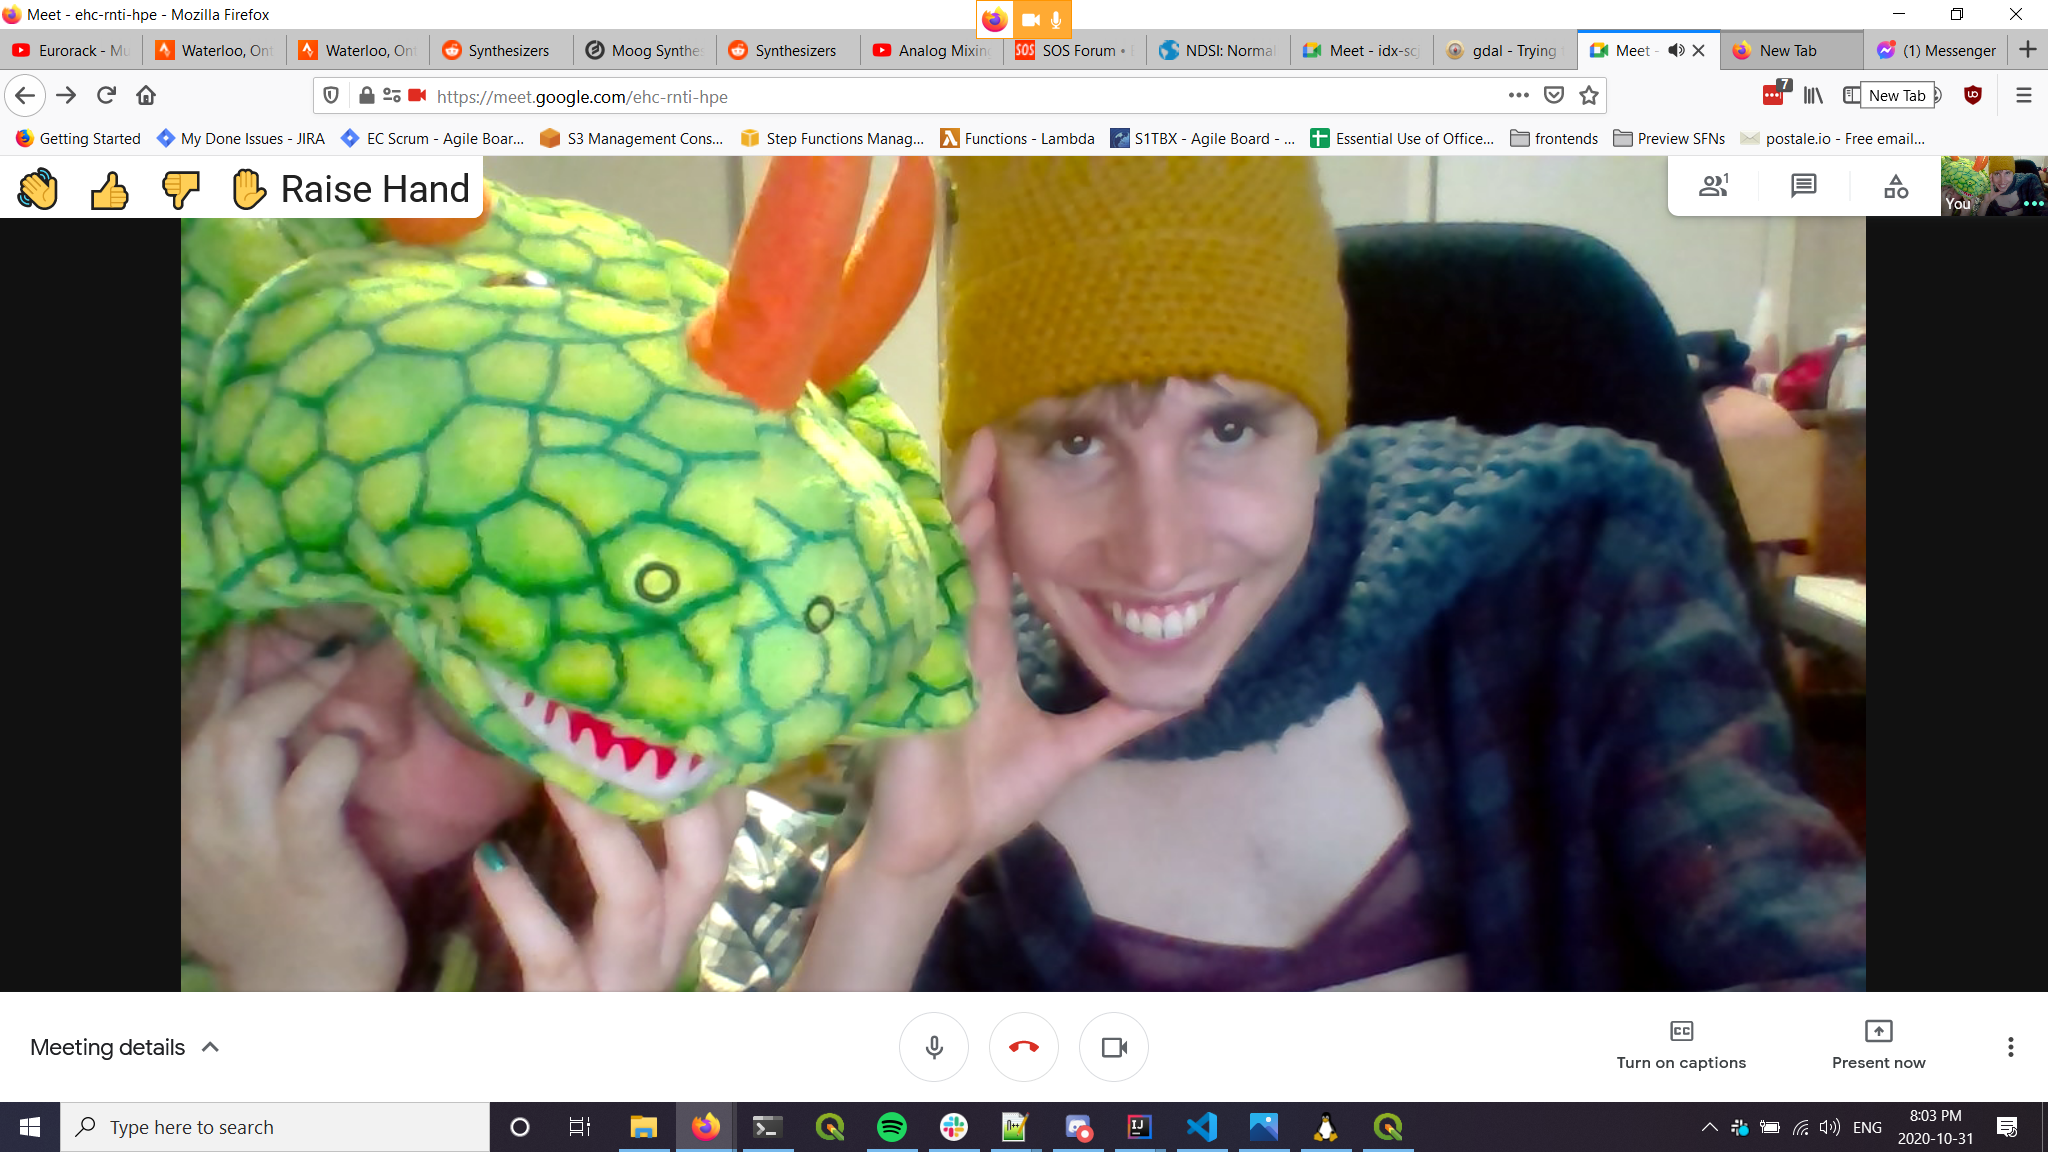 Meet - ehc-rnti-hpe - Mozilla Firefox
Eurorack - Mu
Waterloo, Ont
Waterloo, Ont
Synthesizers
Moog Synthes
Synthesizers
Analog Mixing
SOS Forum •
NDSI: Normal
Meet - idx-scj
gdal - Trying
Meet -
New Tab
(1) Messenger
https://meet.google.com/ehc-rnti-hpe
7
New Tab
Getting Started
My Done Issues - JIRA
EC Scrum - Agile Boar...
S3 Management Cons...
Step Functions Manag...
Functions - Lambda
S1TBX - Agile Board - ...
Essential Use of Office...
frontends
Preview SFNs
postale.io - Free email...
Raise Hand
1
You
Meeting details
Turn on captions
Present now
Type here to search
ENG
8:03 PM
2020-10-31